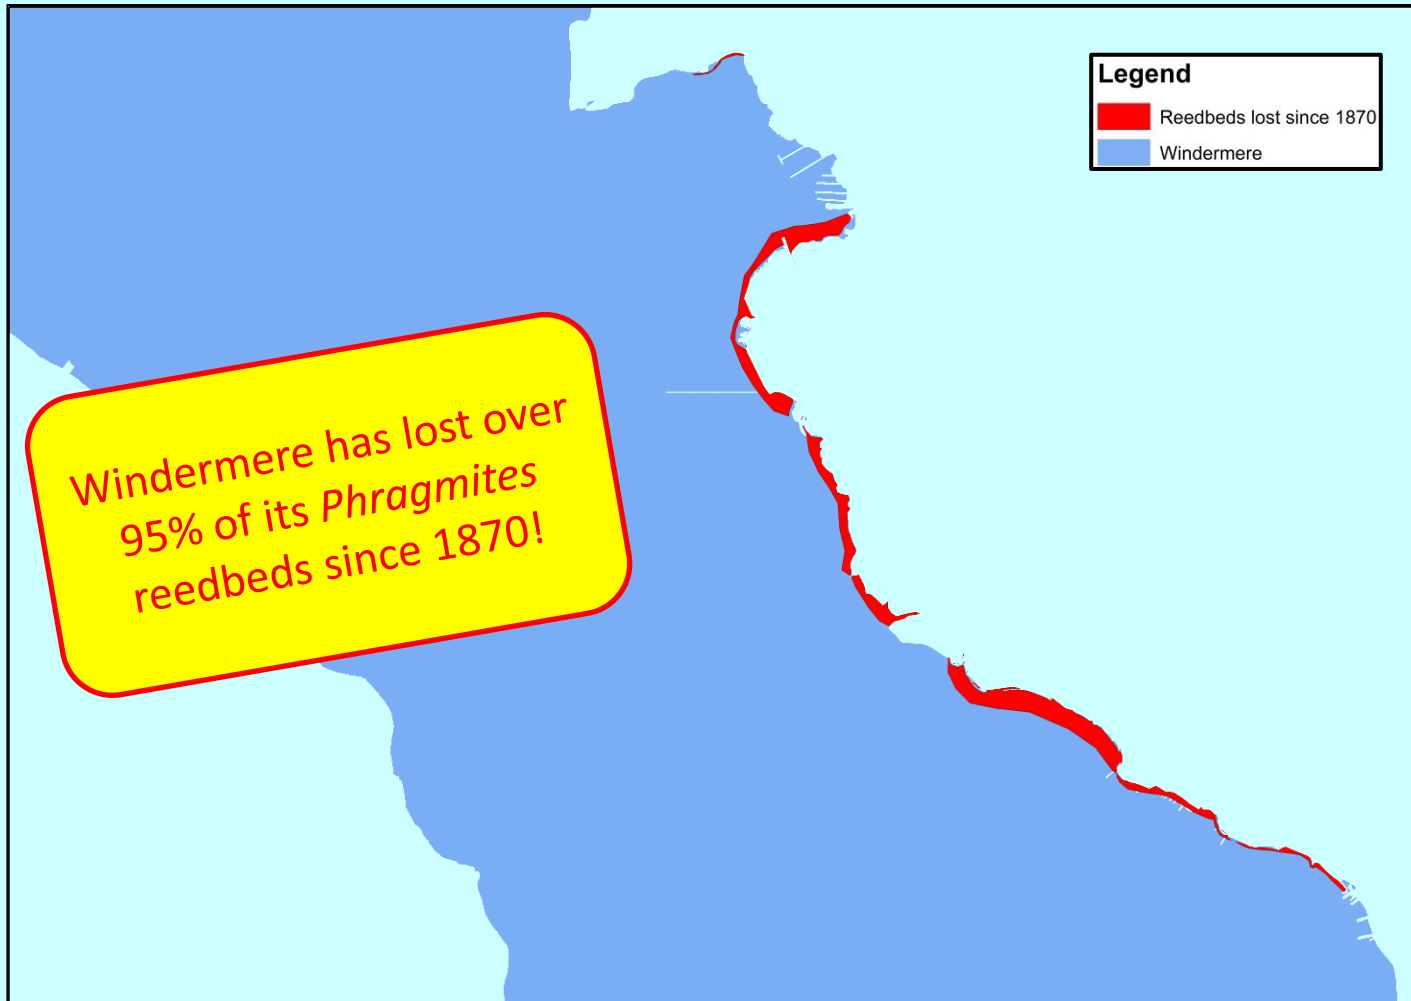 Legend
Reedbeds lost since 1870
Windermere
Windermere has lost over
95% of its Phragmites
reedbeds since 1870!